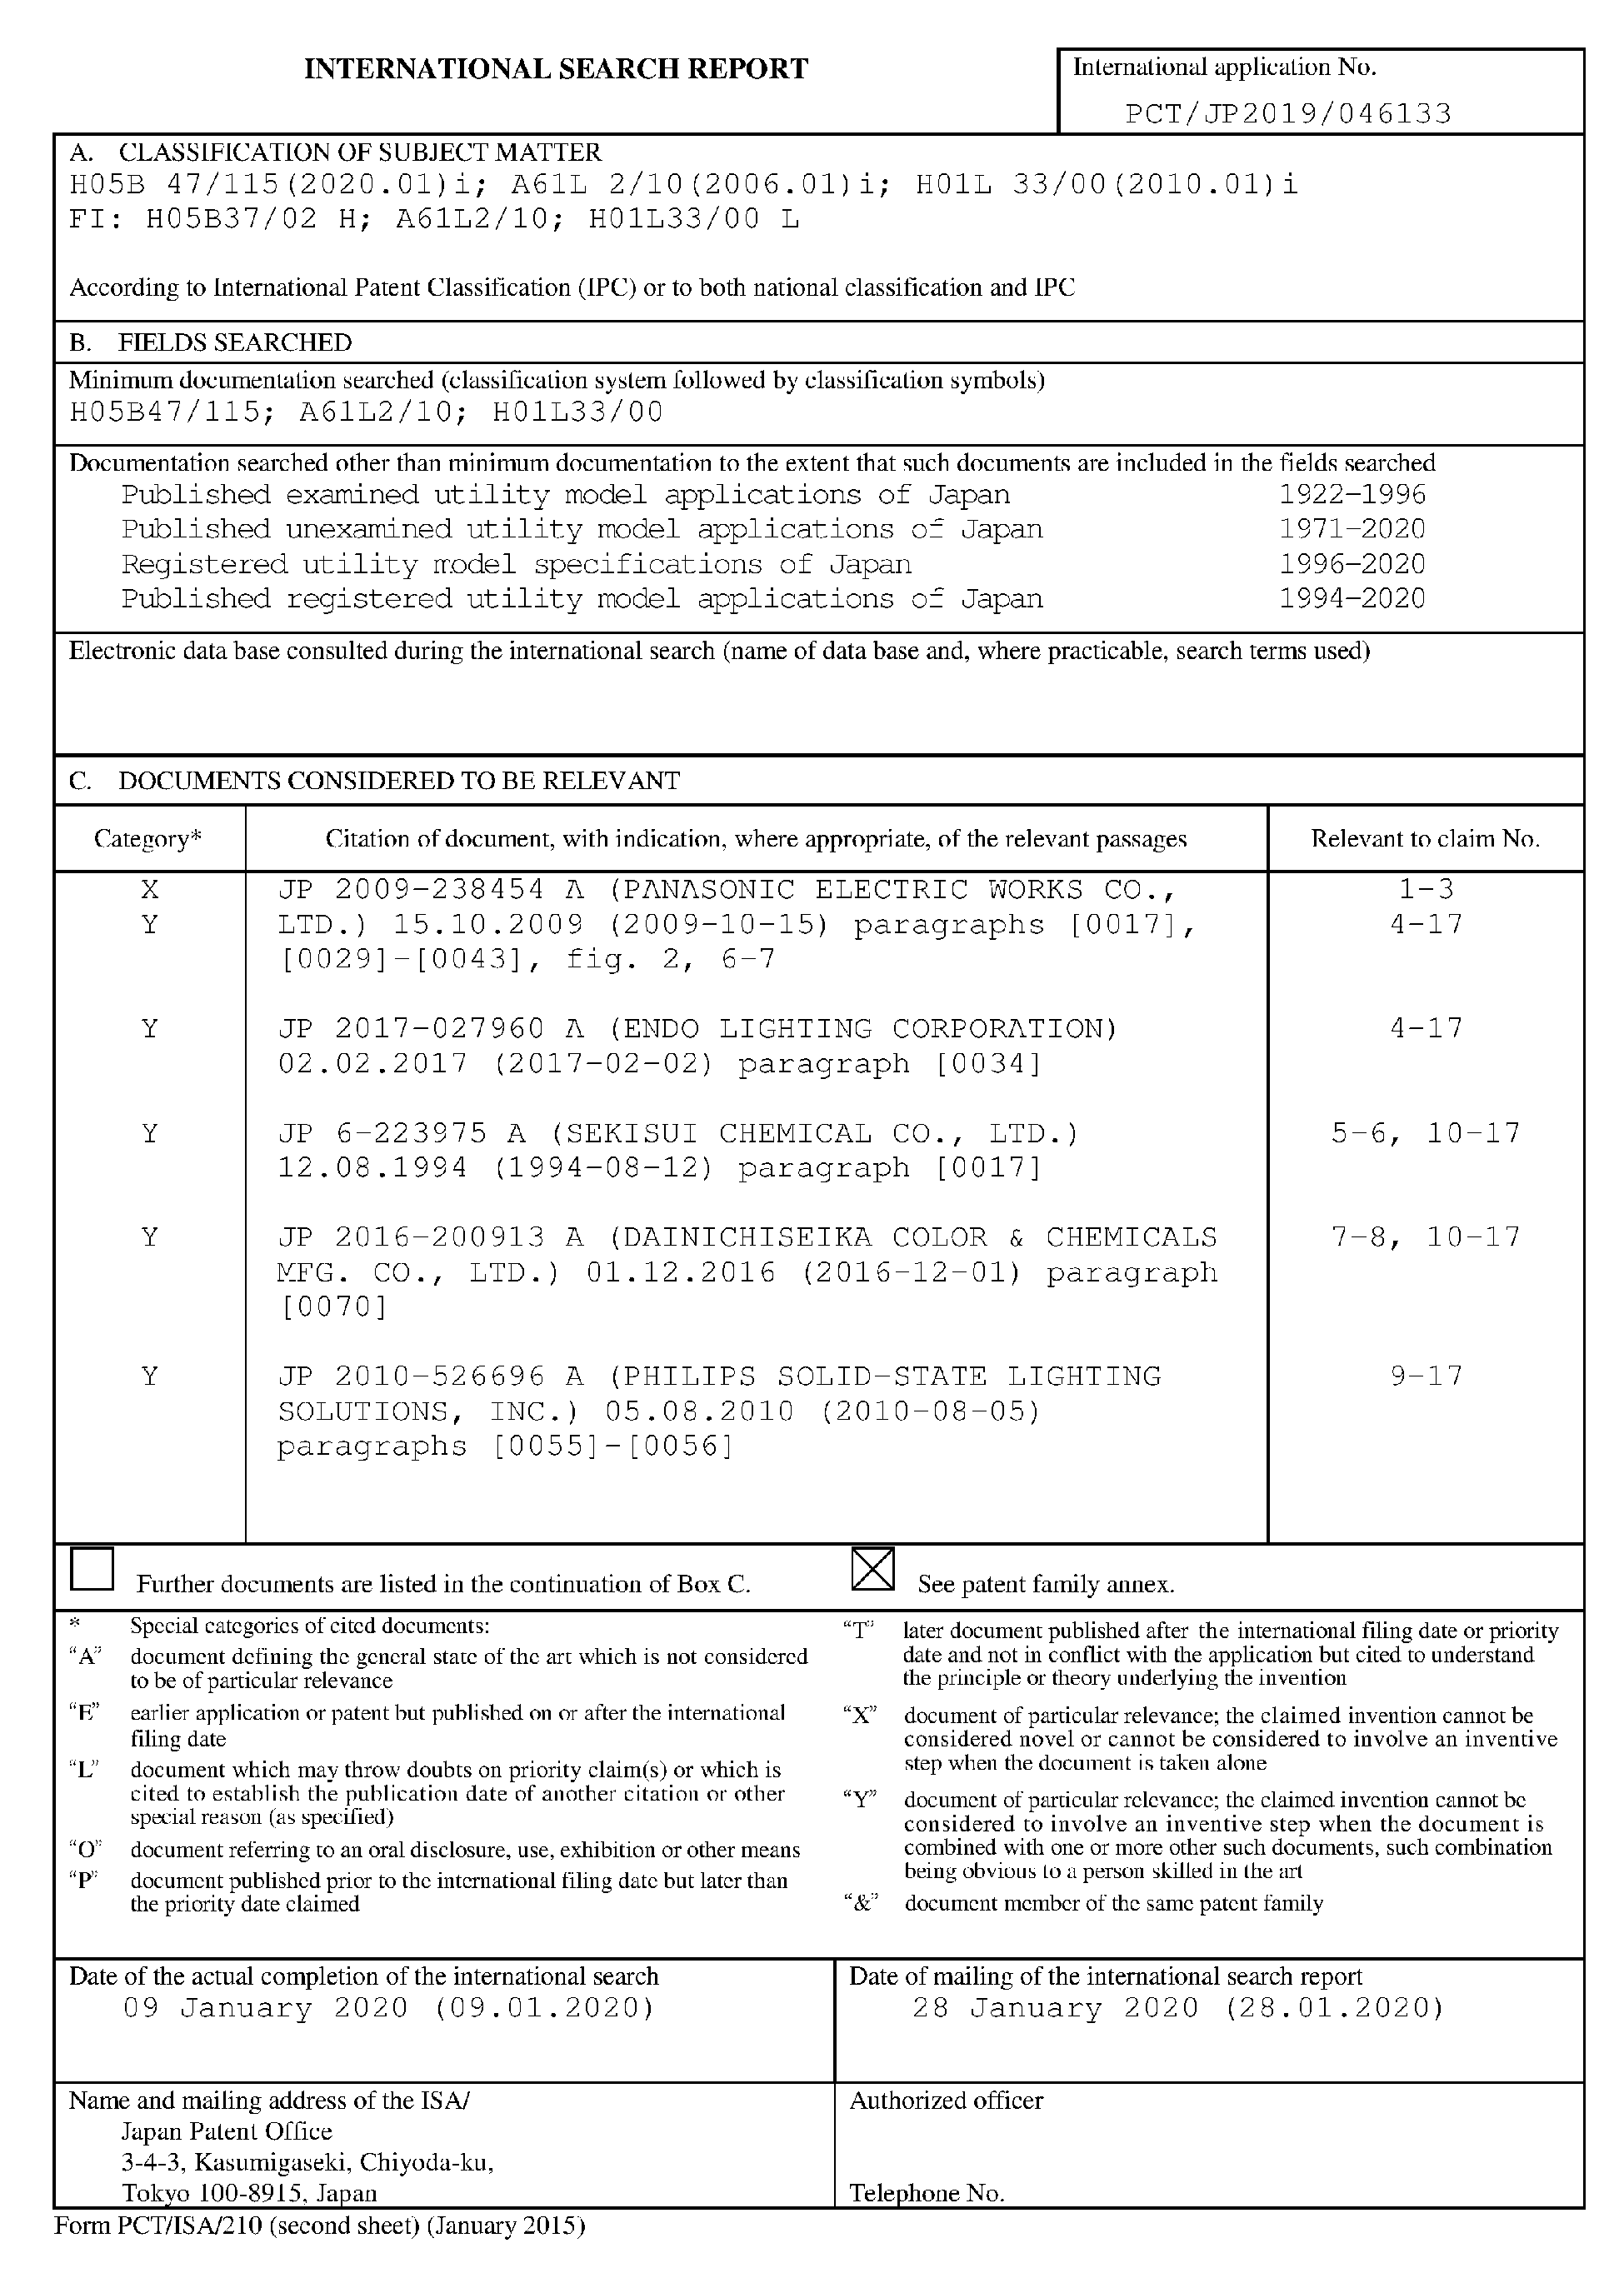 INTERNATIONAL SEARCH REPORT
International application No.
PCT/JP2019/046133
A. CLASSIFICATION OF SUBJECT MATTER
H05B 47/115(2020.01)i; A61L 2/10(2006.01)i; H01L 33/00(2010.01)i
FI: H05B37/02 H; A61L2/10; H01L33/00 L
According to International Patent Classification (IPC) or to both national classification and IPC
B. FIELDS SEARCHED
Minimum documentation searched (classification system followed by classification symbols)
H05B47/115; A61L2/10; H01L33/00
Documentation searched other than minimum documentation to the extent that such documents are included in the fields searched
Published examined utility model applications of Japan 1922-1996
Published unexamined utility model applications of Japan 1971-2020
Registered utility model specifications of Japan 1996-2020
Published registered utility model applications of Japan 1994-2020
Electronic data base consulted during the international search (name of data base and, where practicable, search terms used)
C. DOCUMENTS CONSIDERED TO BE RELEVANT
Category* Citation of document, with indication, where appropriate, of the relevant passages Relevant to claim No.
X JP 2009-238454 A (PANASONIC ELECTRIC WORKS CO., 1-3
Y LTD.) 15.10.2009 (2009-10-15) paragraphs [0017], 4-17
[0029]-[0043], fig. 2, 6-7
Y JP 2017-027960 A (ENDO LIGHTING CORPORATION) 4-17
02.02.2017 (2017-02-02) paragraph [0034]
Y JP 6-223975 A (SEKISUI CHEMICAL CO., LTD.) 5-6, 10-17
12.08.1994 (1994-08-12) paragraph [0017]
Y JP 2016-200913 A (DAINICHISEIKA COLOR & CHEMICALS 7-8, 10-17
MFG. CO., LTD.) 01.12.2016 (2016-12-01) paragraph
[0070]
Y JP 2010-526696 A (PHILIPS SOLID-STATE LIGHTING 9-17
SOLUTIONS, INC.) 05.08.2010 (2010-08-05)
paragraphs [0055]-[0056]
Further documents are listed in the continuation of Box C.
See patent family annex.
* Special categories of cited documents:
“A” document defining the general state of the art which is not considered
to be of particular relevance
“E” earlier application or patent but published on or after the international
filing date
“L” document which may throw doubts on priority claim(s) or which is
cited to establish the publication date of another citation or other
special reason (as specified)
“O” document referring to an oral disclosure, use, exhibition or other means
“P” document published prior to the international filing date but later than
the priority date claimed
“T” later document published after the international filing date or priority
date and not in conflict with the application but cited to understand
the principle or theory underlying the invention
“X” document of particular relevance; the claimed invention cannot be
considered novel or cannot be considered to involve an inventive
step when the document is taken alone
“Y” document of particular relevance; the claimed invention cannot be
considered to involve an inventive step when the document is
combined with one or more other such documents, such combination
being obvious to a person skilled in the art
“&” document member of the same patent family
Date of the actual completion of the international search
09 January 2020 (09.01.2020)
Date of mailing of the international search report
28 January 2020 (28.01.2020)
Name and mailing address of the ISA/
Japan Patent Office
3-4-3, Kasumigaseki, Chiyoda-ku,
Tokyo 100-8915, Japan
Authorized officer
Telephone No.
Form PCT/ISA/210 (second sheet) (January 2015)